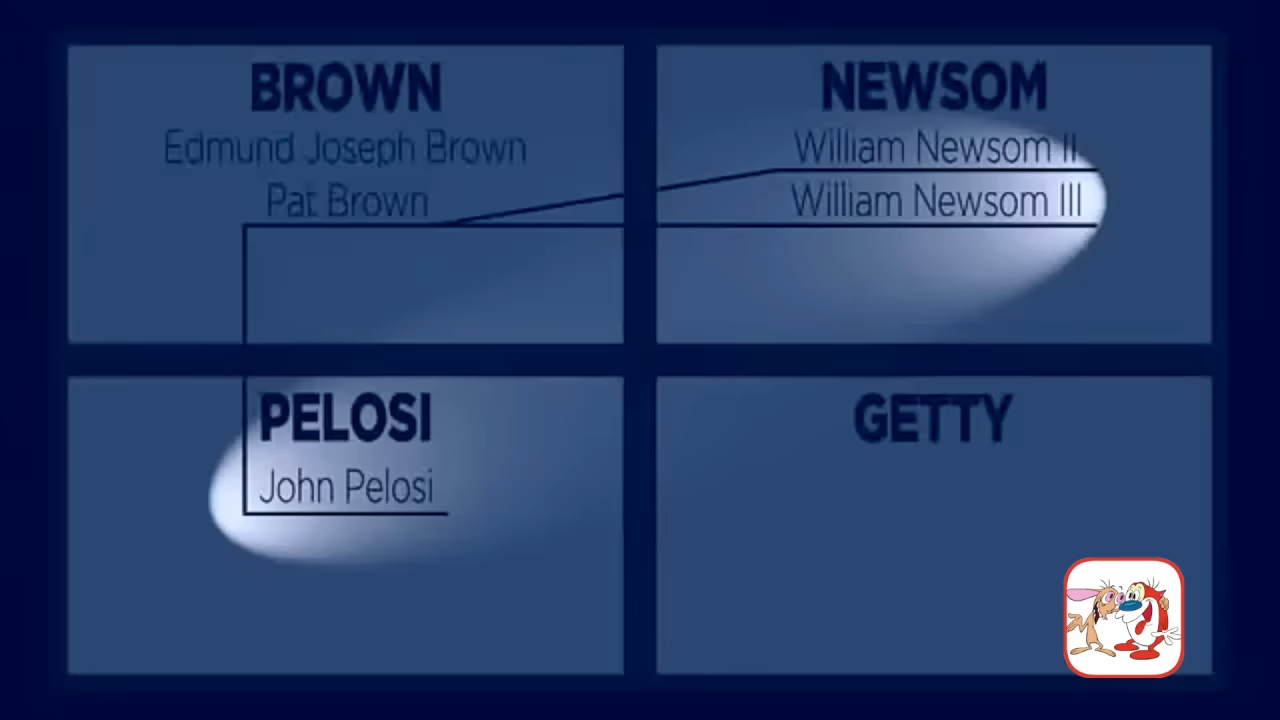 BROWN
Edmund Joseph Brown
Pat Brown
NEWSOM
William Newsom II
William Newsom III
PELOSI
John Pelosi
GETTY